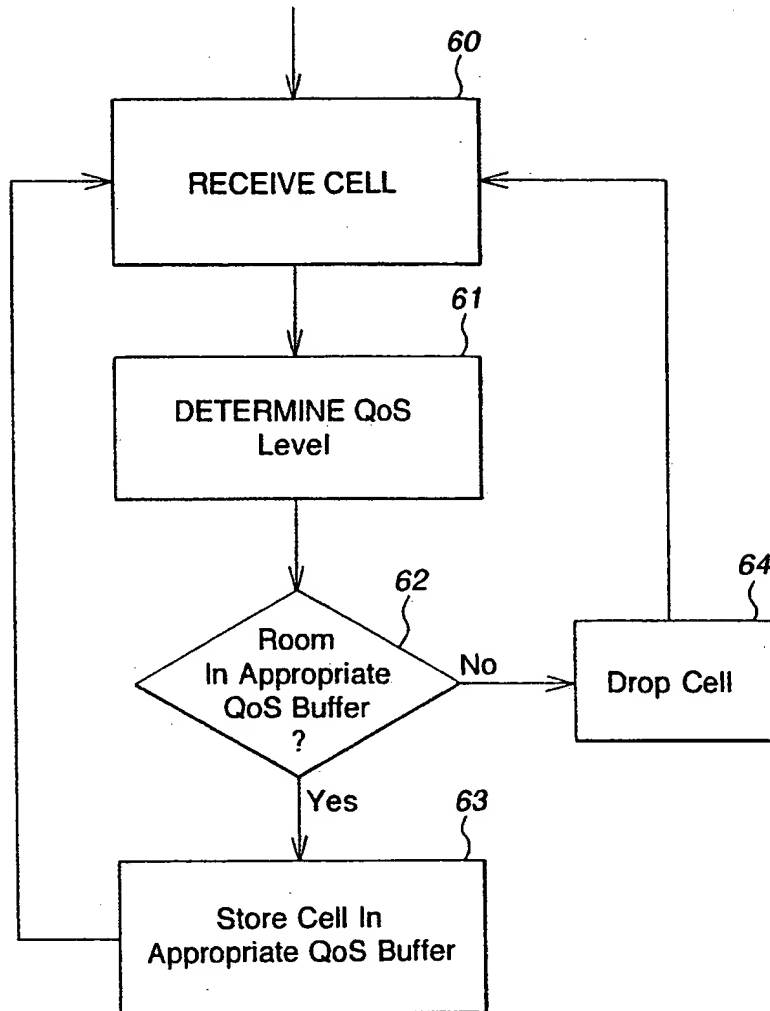 60
RECEIVE CELL
61
DETERMINE QoS
Level
62
Room
In Appropriate
QoS Buffer
?
No
64
Drop Cell
Yes
63
Store Cell In
Appropriate QoS Buffer